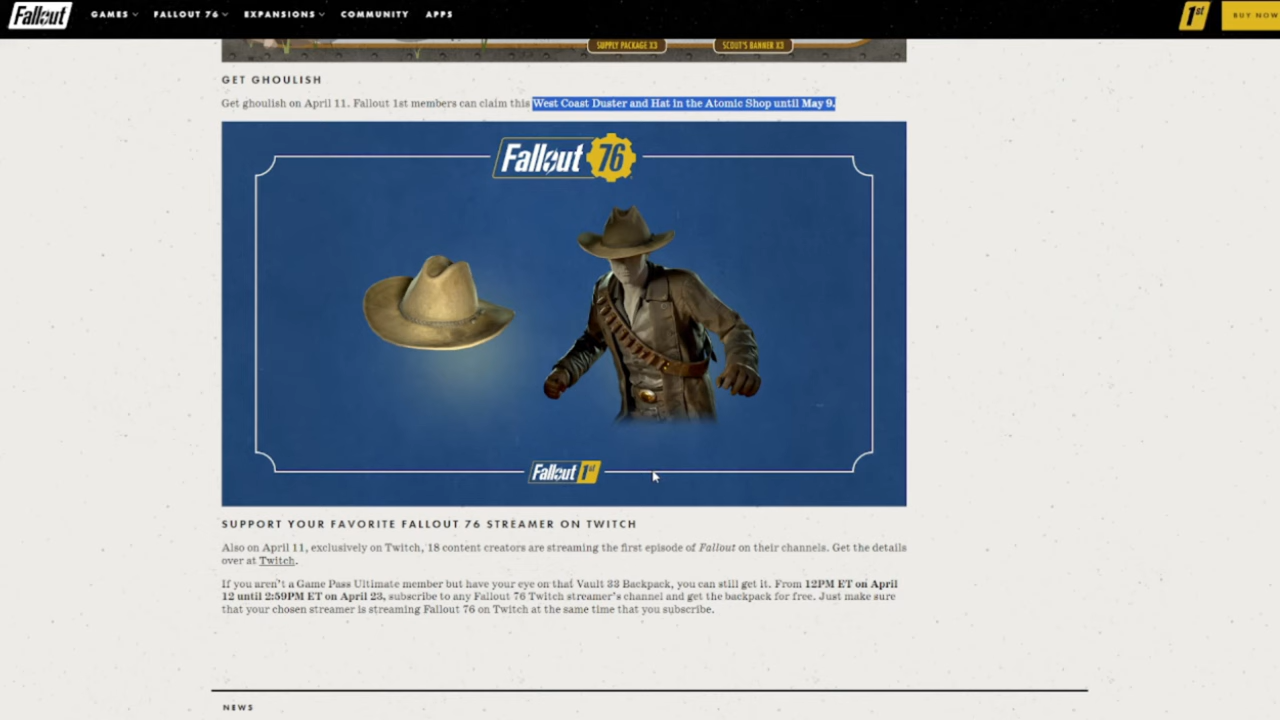 Fallout
GAMES
FALLOUT 76
EXPANSIONS
COMMUNITY
APPS
1st
BUY NOW
SUPPLY PACKAGE X3
SCOUT'S BANNER X3
GET GHOULISH
Get ghoulish on April 11. Fallout 1st members can claim this West Coast Duster and Hat in the Atomic Shop until May 9.
Fallout 76
Fallout 1st
SUPPORT YOUR FAVORITE FALLOUT 76 STREAMER ON TWITCH
Also on April 11, exclusively on Twitch, 18 content creators are streaming the first episode of Fallout on their channels. Get the details
over at Twitch.
If you aren't a Game Pass Ultimate member but have your eye on that Vault 33 Backpack, you can still get it. From 12PM ET on April
12 until 2:59PM ET on April 23, subscribe to any Fallout 76 Twitch streamer's channel and get the backpack for free. Just make sure
that your chosen streamer is streaming Fallout 76 on Twitch at the same time that you subscribe.
NEWS